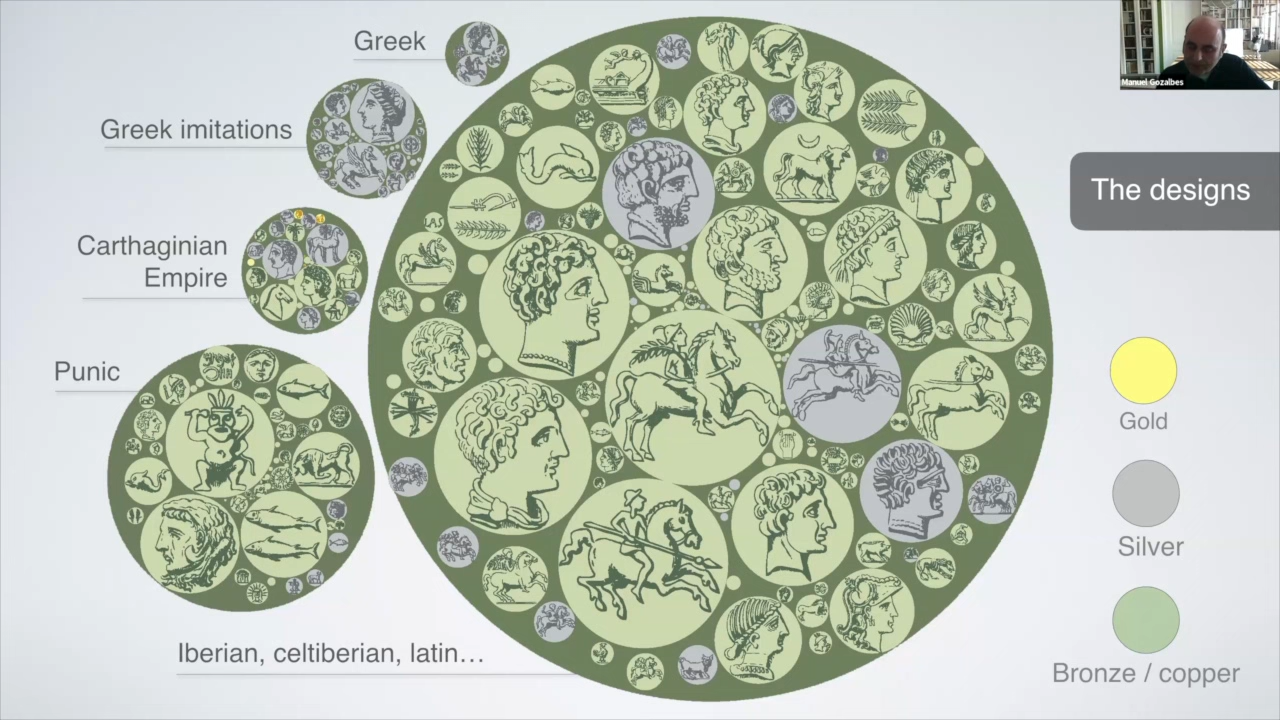 Greek
Manuel Gozalbes
Greek imitations
The designs
Carthaginian
Empire
Punic
Gold
Silver
Iberian, celtiberian, latin…
Bronze / copper